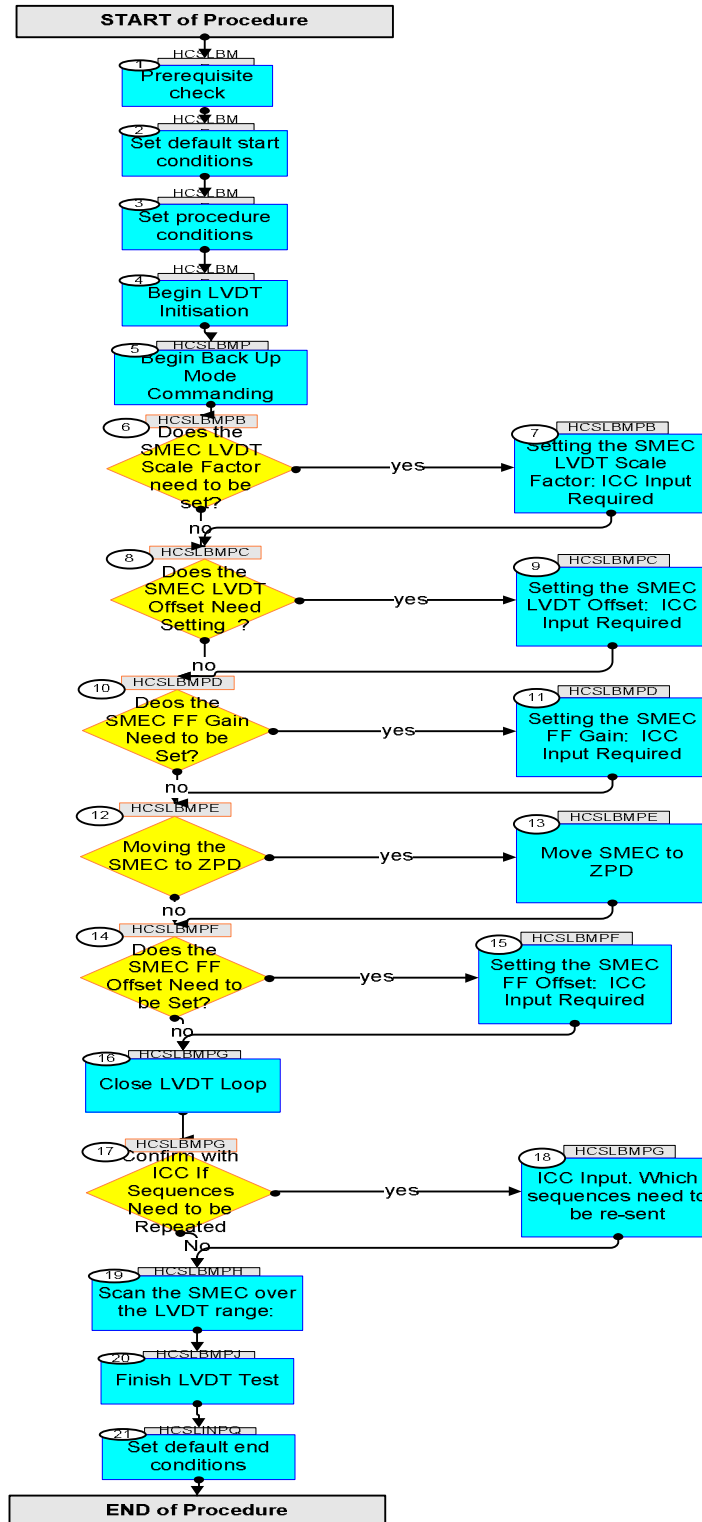 START of Procedure
HCSLBM
1
Prerequisite
check
HCSLBM
2
Set default start
conditions
HCSLBM
3
Set procedure
conditions
HCSLBM
4
Begin LVDT
Initisation
HCSLBMP
5
Begin Back Up
Mode
Commanding
HCSLBMPB
6
Does the
SMEC LVDT
Scale Factor
need to be
set?
yes
no
HCSLBMPB
7
Setting the SMEC
LVDT Scale
Factor: ICC Input
Required
HCSLBMPC
8
Does the
SMEC LVDT
Offset Need
Setting ?
yes
no
HCSLBMPC
9
Setting the SMEC
LVDT Offset: ICC
Input Required
HCSLBMPD
10
Deos the
SMEC FF Gain
Need to be
Set?
yes
no
HCSLBMPD
11
Setting the SMEC
FF Gain: ICC
Input Required
HCSLBMPE
12
Moving the
SMEC to ZPD
yes
no
HCSLBMPE
13
Move SMEC to
ZPD
HCSLBMPF
14
Does the
SMEC FF
Offset Need to
be Set?
yes
no
HCSLBMPF
15
Setting the SMEC
FF Offset: ICC
Input Required
HCSLBMPG
16
Close LVDT Loop
HCSLBMPG
17
Confirm with
ICC If
Sequences
Need to be
Repeated
yes
No
HCSLBMPG
18
ICC Input. Which
sequences need to
be re-sent
HCSLBMPH
19
Scan the SMEC over
the LVDT range:
HCSLBMPJ
20
Finish LVDT Test
HCSLINPQ
21
Set default end
conditions
END of Procedure